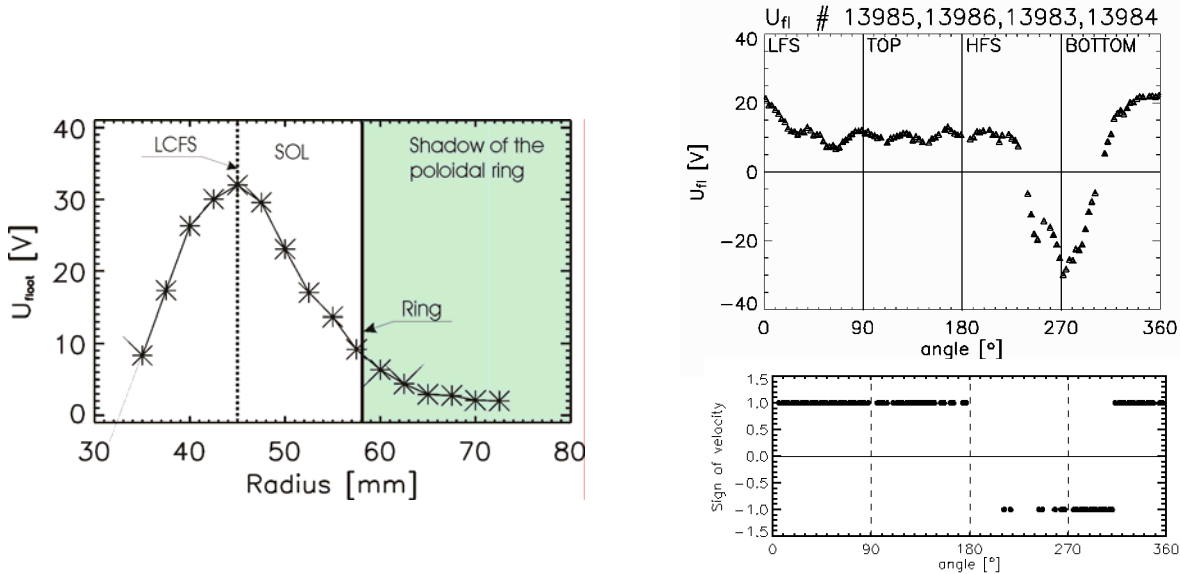 40
30
20
10
0
U_float [V]
LCFS
SOL
Shadow of the
poloidal ring
Ring
30 40 50 60 70 80
Radius [mm]
U_fl # 13985,13986,13983,13984
LFS TOP HFS BOTTOM
40
20
0
−20
−40
U_fl [V]
0 90 180 270 360
angle [°]
1.5
1.0
0.5
0.0
−0.5
−1.0
−1.5
Sign of velocity
0 90 180 270 360
angle [°]